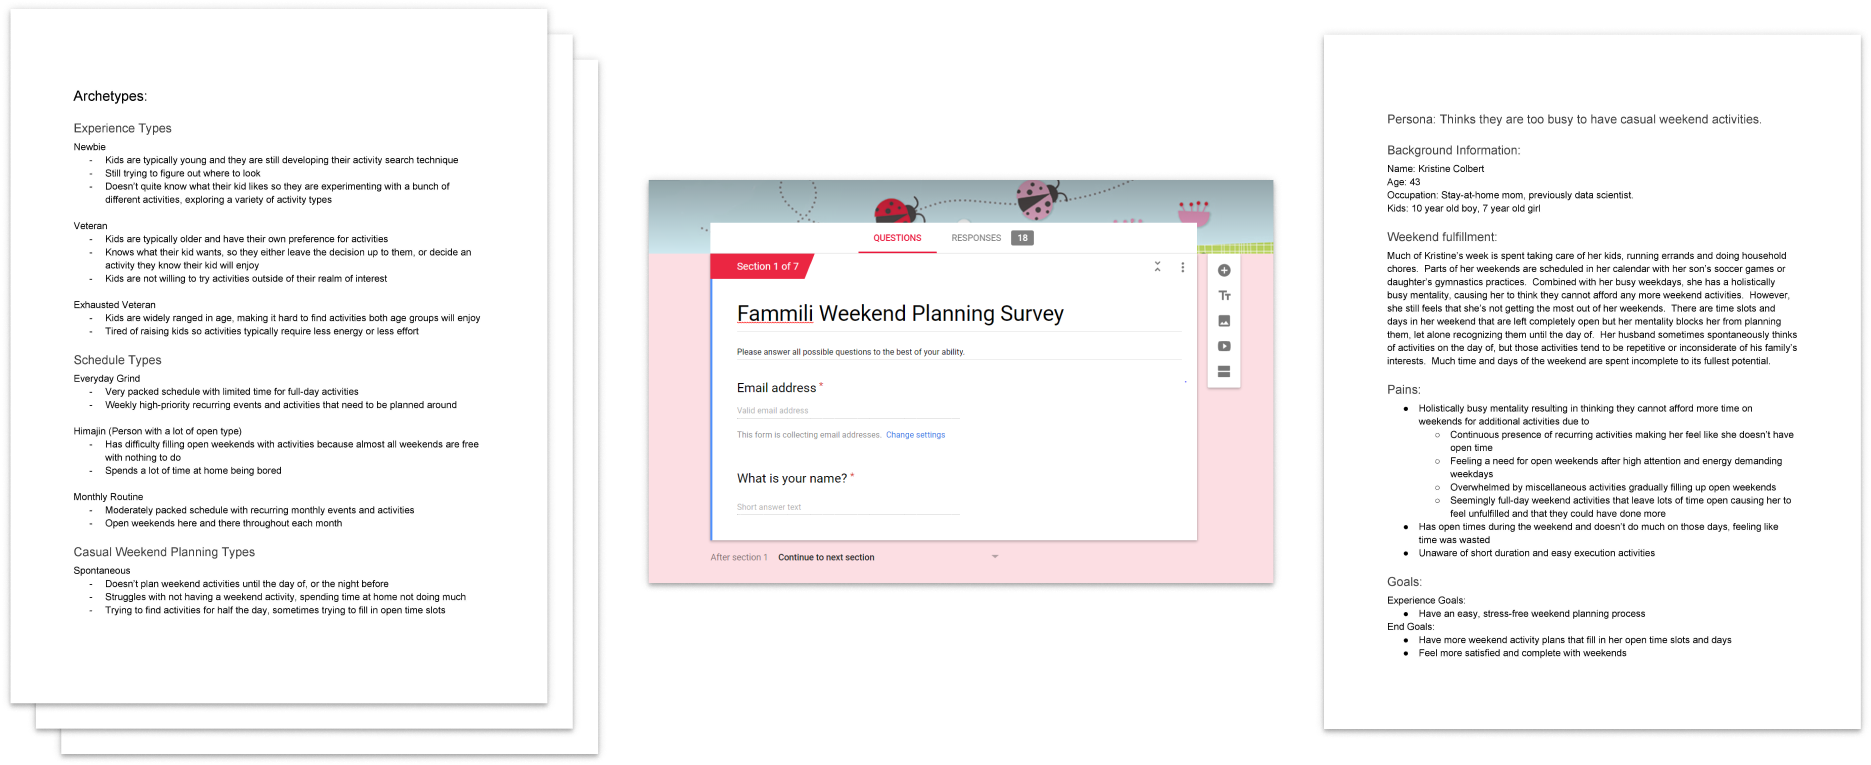 Archetypes:
Experience Types
Newbie
- Kids are typically young and they are still developing their activity search technique
- Still trying to figure out where to look
- Doesn't quite know what their kid likes so they are experimenting with a bunch of
different activities, exploring a variety of activity types
Veteran
- Kids are typically older and have their own preference for activities
- Knows what their kid wants, so they either leave the decision up to them, or decide an
activity they know their kid will enjoy
- Kids are not willing to try activities outside of their realm of interest
Exhausted Veteran
- Kids are widely ranged in age, making it hard to find activities both age groups will enjoy
- Tired of raising kids so activities typically require less energy or less effort
Schedule Types
Everyday Grind
- Very packed schedule with limited time for full-day activities
- Weekly high-priority recurring events and activities that need to be planned around
Himajin (Person with a lot of open type)
- Has difficulty filling open weekends with activities because almost all weekends are free
with nothing to do
- Spends a lot of time at home being bored
Monthly Routine
- Moderately packed schedule with recurring monthly events and activities
- Open weekends here and there throughout each month
Casual Weekend Planning Types
Spontaneous
- Doesn't plan weekend activities until the day of, or the night before
- Struggles with not having a weekend activity, spending time at home not doing much
- Trying to find activities for half the day, sometimes trying to fill in open time slots
QUESTIONS RESPONSES 18
Section 1 of 7
Fammili Weekend Planning Survey
Please answer all possible questions to the best of your ability.
Email address *
Valid email address
This form is collecting email addresses. Change settings
What is your name? *
Short answer text
After section 1 Continue to next section
Persona: Thinks they are too busy to have casual weekend activities.
Background Information:
Name: Kristine Colbert
Age: 43
Occupation: Stay-at-home mom, previously data scientist.
Kids: 10 year old boy, 7 year old girl
Weekend fulfillment:
Much of Kristine's week is spent taking care of her kids, running errands and doing household
chores. Parts of her weekends are scheduled in her calendar with her son's soccer games or
daughter's gymnastics practices. Combined with her busy weekdays, she has a holistically
busy mentality, causing her to think they cannot afford any more weekend activities. However,
she still feels that she's not getting the most out of her weekends. There are time slots and
days in her weekend that are left completely open but her mentality blocks her from planning
them, let alone recognizing them until the day of. Her husband sometimes spontaneously thinks
of activities on the day of, but those activities tend to be repetitive or inconsiderate of his family's
interests. Much time and days of the weekend are spent incomplete to its fullest potential.
Pains:
● Holistically busy mentality resulting in thinking they cannot afford more time on
weekends for additional activities due to
○ Continuous presence of recurring activities making her feel like she doesn't have
open time
○ Feeling a need for open weekends after high attention and energy demanding
weekdays
○ Overwhelmed by miscellaneous activities gradually filling up open weekends
○ Seemingly full-day weekend activities that leave lots of time open causing her to
feel unfulfilled and that they could have done more
● Has open times during the weekend and doesn't do much on those days, feeling like
time was wasted
● Unaware of short duration and easy execution activities
Goals:
Experience Goals:
● Have an easy, stress-free weekend planning process
End Goals:
● Have more weekend activity plans that fill in her open time slots and days
● Feel more satisfied and complete with weekends